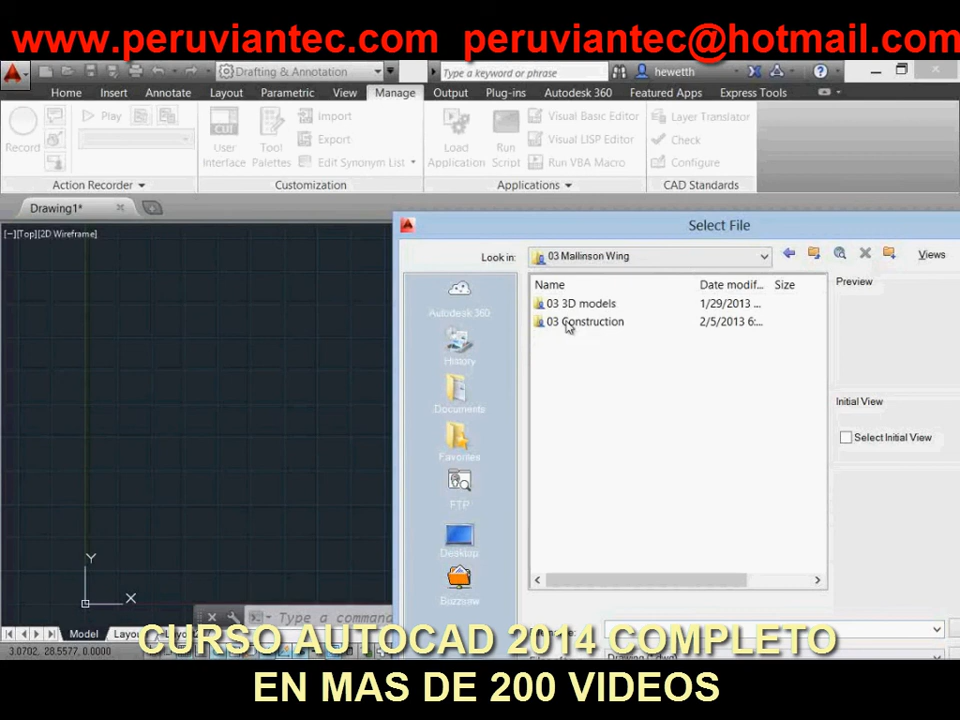 www.peruviantec.com peruviantec@hotmail.com
Drafting & Annotation
Type a keyword or phrase
hewetth
Home Insert Annotate Layout Parametric View Manage Output Plug-ins Autodesk 360 Featured Apps Express Tools
Record
Play
CUI
User Interface
Tool Palettes
Import
Export
Edit Synonym List
Load Application
Run Script
Visual Basic Editor
Visual LISP Editor
Run VBA Macro
Layer Translator
Check
Configure
Action Recorder Customization Applications CAD Standards
Drawing1*
[−][Top][2D Wireframe]
Select File
Look in: 03 Mallinson Wing
Views
Name Date modif... Size
03 3D models 1/29/2013 ...
03 Construction 2/5/2013 6:...
Preview
Initial View
Select Initial View
Autodesk 360
History
Documents
Favorites
FTP
Desktop
Buzzsaw
Y
X
Type a comman
Model Layou
3.0702, 28.5577, 0.0000
CURSO AUTOCAD 2014 COMPLETO
EN MAS DE 200 VIDEOS